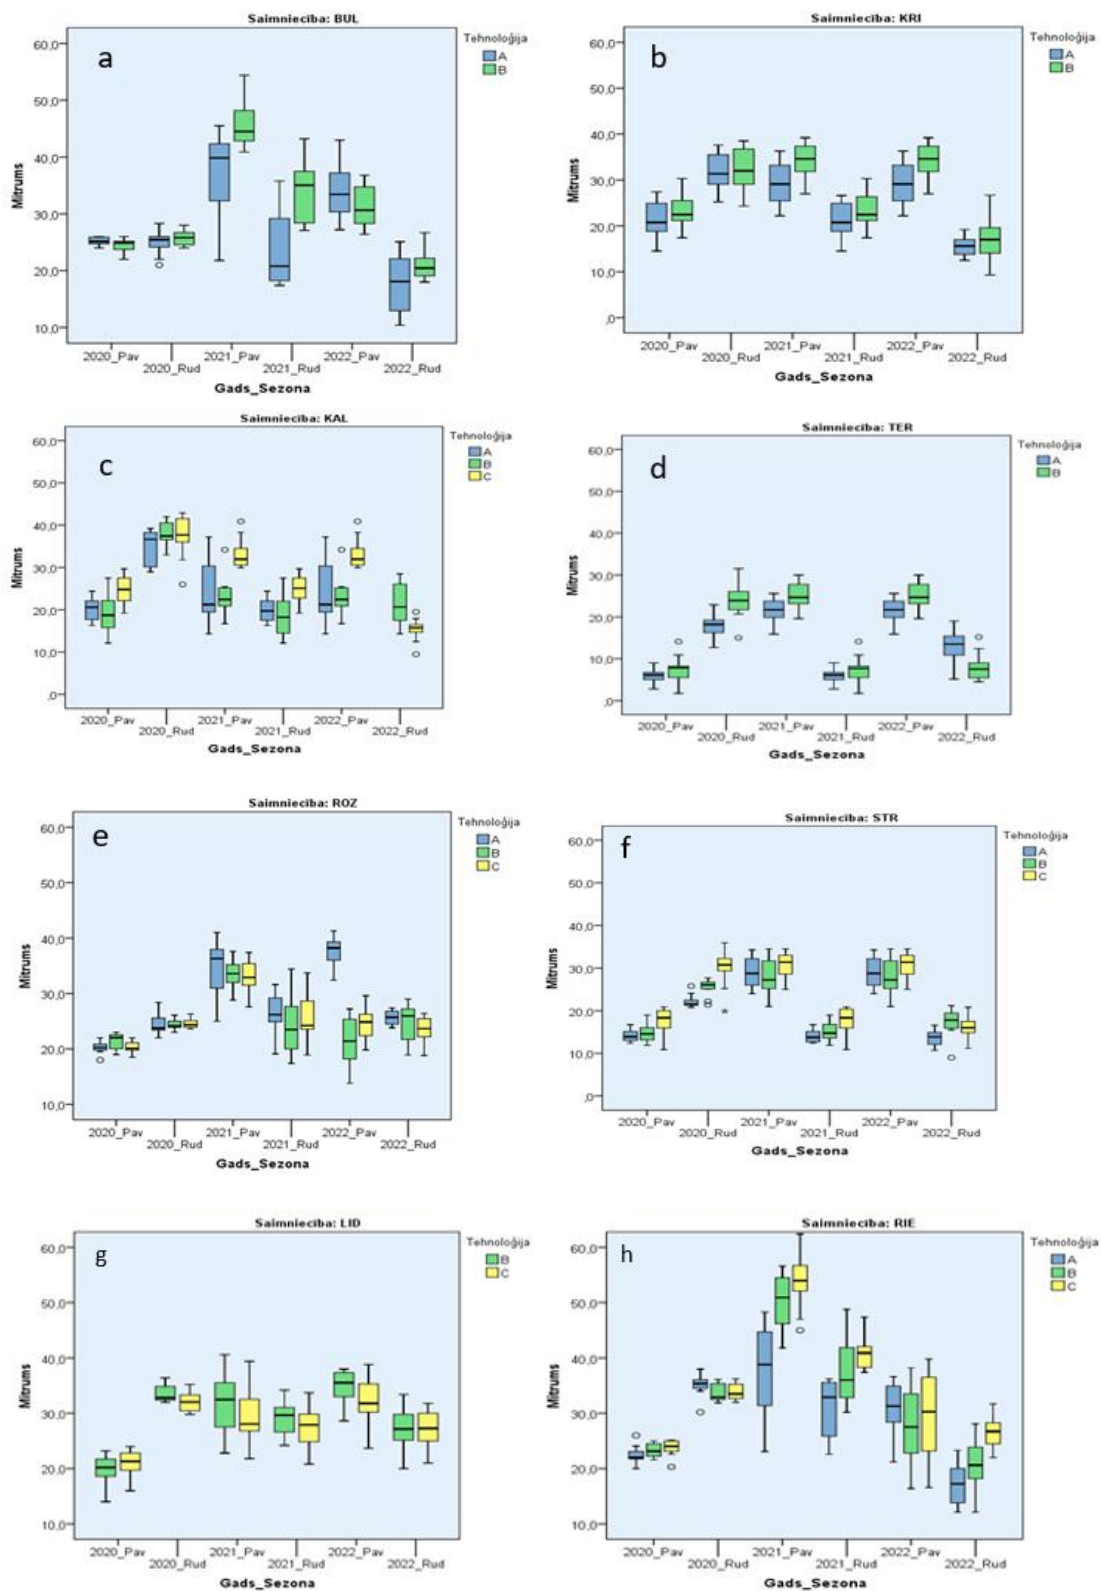 Saimniecība: BUL
a
Tehnoloģija
A
B
60,0
50,0
40,0
30,0
20,0
10,0
Mitrums
2020_Pav
2020_Rud
2021_Pav
2021_Rud
2022_Pav
2022_Rud
Gads_Sezona
Saimniecība: KRI
b
Tehnoloģija
A
B
60,0
50,0
40,0
30,0
20,0
10,0
,0
Mitrums
2020_Pav
2020_Rud
2021_Pav
2021_Rud
2022_Pav
2022_Rud
Gads_Sezona
Saimniecība: KAL
c
Tehnoloģija
A
B
C
60,0
50,0
40,0
30,0
20,0
10,0
,0
Mitrums
2020_Pav
2020_Rud
2021_Pav
2021_Rud
2022_Pav
2022_Rud
Gads_Sezona
Saimniecība: TER
d
Tehnoloģija
A
B
60,0
50,0
40,0
30,0
20,0
10,0
,0
Mitrums
2020_Pav
2020_Rud
2021_Pav
2021_Rud
2022_Pav
2022_Rud
Gads_Sezona
Saimniecība: ROZ
e
Tehnoloģija
A
B
C
60,0
50,0
40,0
30,0
20,0
10,0
Mitrums
2020_Pav
2020_Rud
2021_Pav
2021_Rud
2022_Pav
2022_Rud
Gads_Sezona
Saimniecība: STR
f
Tehnoloģija
A
B
C
60,0
50,0
40,0
30,0
20,0
10,0
,0
Mitrums
2020_Pav
2020_Rud
2021_Pav
2021_Rud
2022_Pav
2022_Rud
Gads_Sezona
Saimniecība: LID
g
Tehnoloģija
B
C
60,0
50,0
40,0
30,0
20,0
10,0
Mitrums
2020_Pav
2020_Rud
2021_Pav
2021_Rud
2022_Pav
2022_Rud
Gads_Sezona
Saimniecība: RIE
h
Tehnoloģija
A
B
C
60,0
50,0
40,0
30,0
20,0
10,0
Mitrums
2020_Pav
2020_Rud
2021_Pav
2021_Rud
2022_Pav
2022_Rud
Gads_Sezona